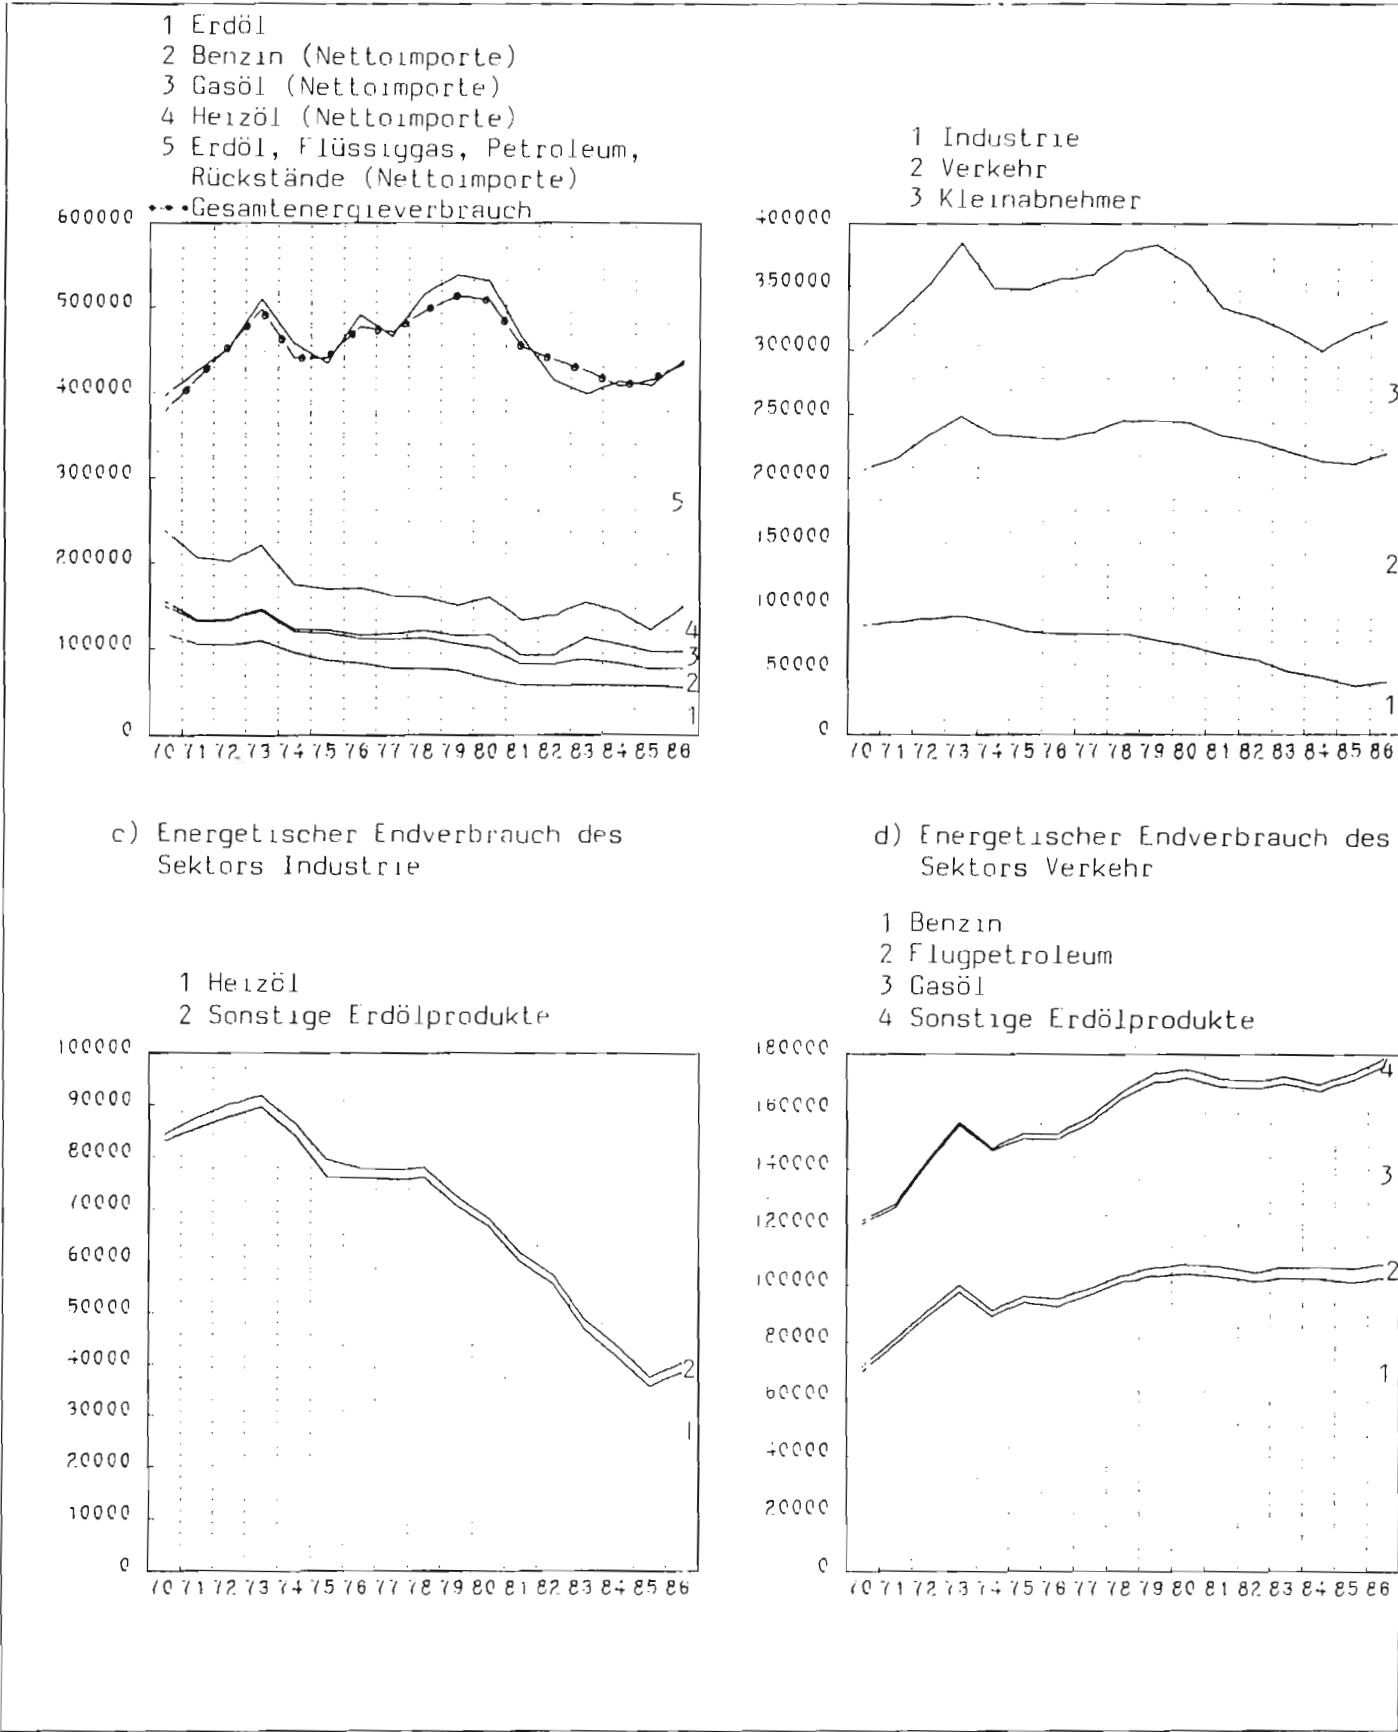 1 Erdöl
2 Benzin (Nettoimporte)
3 Gasöl (Nettoimporte)
4 Heizöl (Nettoimporte)
5 Erdöl, Flüssiggas, Petroleum,
Rückstände (Nettoimporte)
Gesamtenergieverbrauch
600000
500000
400000
300000
200000
100000
0
5
4
3
2
1
70 71 72 73 74 75 76 77 78 79 80 81 82 83 84 85 86
1 Industrie
2 Verkehr
3 Kleinabnehmer
400000
350000
300000
250000
200000
150000
100000
50000
0
3
2
1
70 71 72 73 74 75 76 77 78 79 80 81 82 83 84 85 86
c) Energetischer Endverbrauch des
Sektors Industrie
1 Heizöl
2 Sonstige Erdölprodukte
100000
90000
80000
70000
60000
50000
40000
30000
20000
10000
0
2
1
70 71 72 73 74 75 76 77 78 79 80 81 82 83 84 85 86
d) Energetischer Endverbrauch des
Sektors Verkehr
1 Benzin
2 Flugpetroleum
3 Gasöl
4 Sonstige Erdölprodukte
180000
160000
140000
120000
100000
80000
60000
40000
20000
0
4
3
2
1
70 71 72 73 74 75 76 77 78 79 80 81 82 83 84 85 86